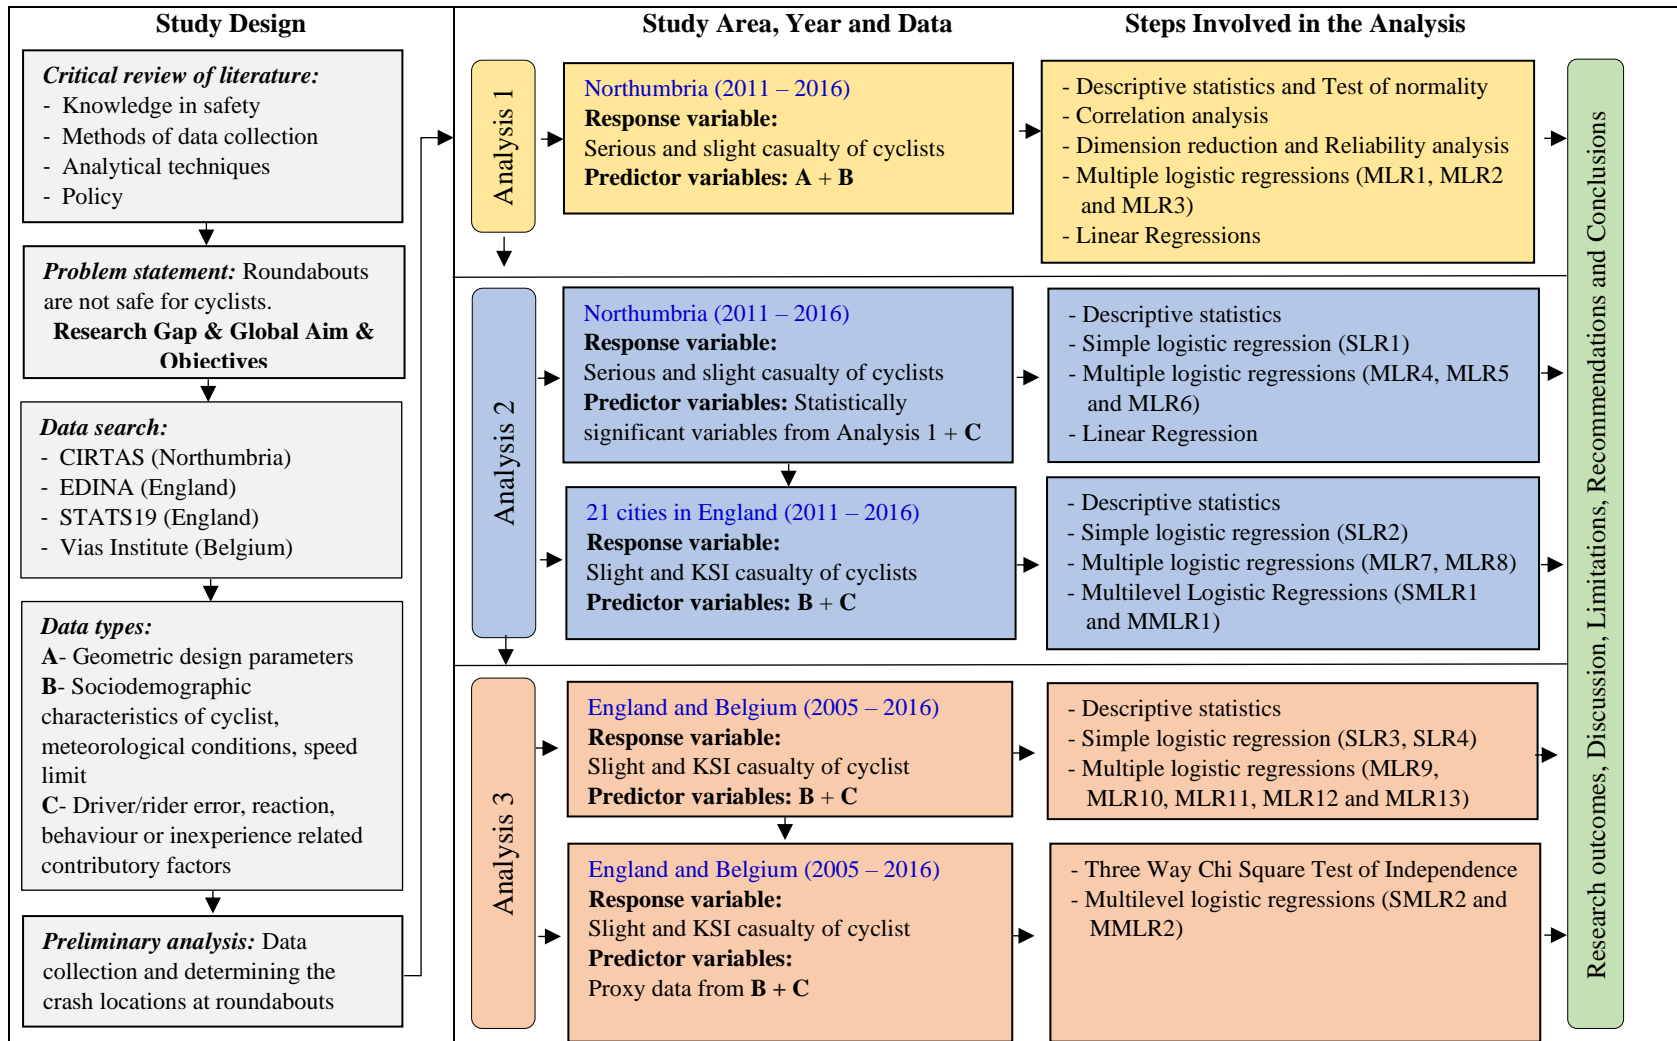 Study Design
Critical review of literature:
- Knowledge in safety
- Methods of data collection
- Analytical techniques
- Policy
Problem statement: Roundabouts
are not safe for cyclists.
Research Gap & Global Aim &
Objectives
Data search:
- CIRTAS (Northumbria)
- EDINA (England)
- STATS19 (England)
- Vias Institute (Belgium)
Data types:
A- Geometric design parameters
B- Sociodemographic
characteristics of cyclist,
meteorological conditions, speed
limit
C- Driver/rider error, reaction,
behaviour or inexperience related
contributory factors
Preliminary analysis: Data
collection and determining the
crash locations at roundabouts
Study Area, Year and Data
Steps Involved in the Analysis
Analysis 1
Northumbria (2011 – 2016)
Response variable:
Serious and slight casualty of cyclists
Predictor variables: A + B
- Descriptive statistics and Test of normality
- Correlation analysis
- Dimension reduction and Reliability analysis
- Multiple logistic regressions (MLR1, MLR2
and MLR3)
- Linear Regressions
Analysis 2
Northumbria (2011 – 2016)
Response variable:
Serious and slight casualty of cyclists
Predictor variables: Statistically
significant variables from Analysis 1 + C
- Descriptive statistics
- Simple logistic regression (SLR1)
- Multiple logistic regressions (MLR4, MLR5
and MLR6)
- Linear Regression
21 cities in England (2011 – 2016)
Response variable:
Slight and KSI casualty of cyclists
Predictor variables: B + C
- Descriptive statistics
- Simple logistic regression (SLR2)
- Multiple logistic regressions (MLR7, MLR8)
- Multilevel Logistic Regressions (SMLR1
and MMLR1)
Analysis 3
England and Belgium (2005 – 2016)
Response variable:
Slight and KSI casualty of cyclist
Predictor variables: B + C
- Descriptive statistics
- Simple logistic regression (SLR3, SLR4)
- Multiple logistic regressions (MLR9,
MLR10, MLR11, MLR12 and MLR13)
England and Belgium (2005 – 2016)
Response variable:
Slight and KSI casualty of cyclist
Predictor variables:
Proxy data from B + C
- Three Way Chi Square Test of Independence
- Multilevel logistic regressions (SMLR2 and
MMLR2)
Research outcomes, Discussion, Limitations, Recommendations and Conclusions